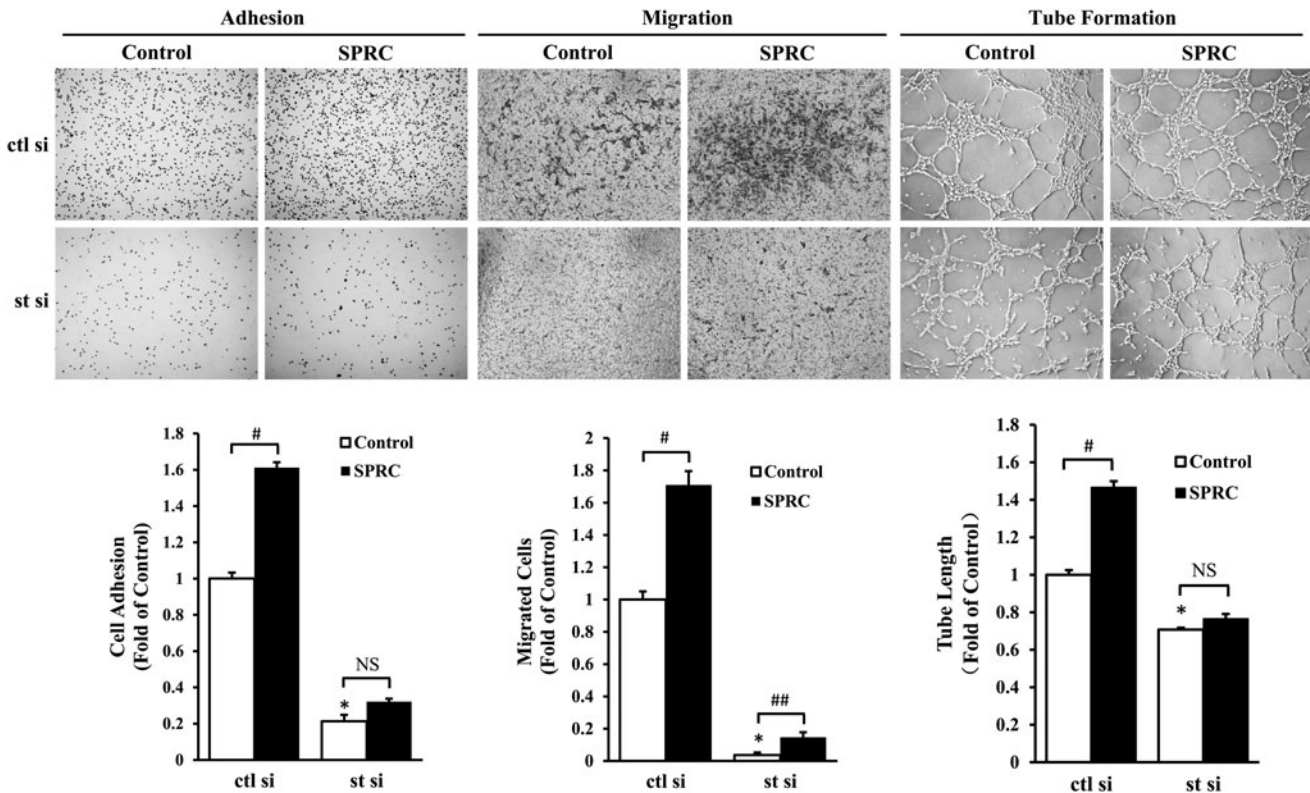 Adhesion
Migration
Tube Formation
Control
SPRC
Control
SPRC
Control
SPRC
ctl si
st si
1.8
1.6
1.4
1.2
1
0.8
0.6
0.4
0.2
0
Cell Adhesion
(Fold of Control)
#
NS
*
Control
SPRC
ctl si
st si
2
1.8
1.6
1.4
1.2
1
0.8
0.6
0.4
0.2
0
Migrated Cells
(Fold of Control)
#
##
*
Control
SPRC
ctl si
st si
1.8
1.6
1.4
1.2
1
0.8
0.6
0.4
0.2
0
Tube Length
（Fold of Control）
#
NS
*
Control
SPRC
ctl si
st si